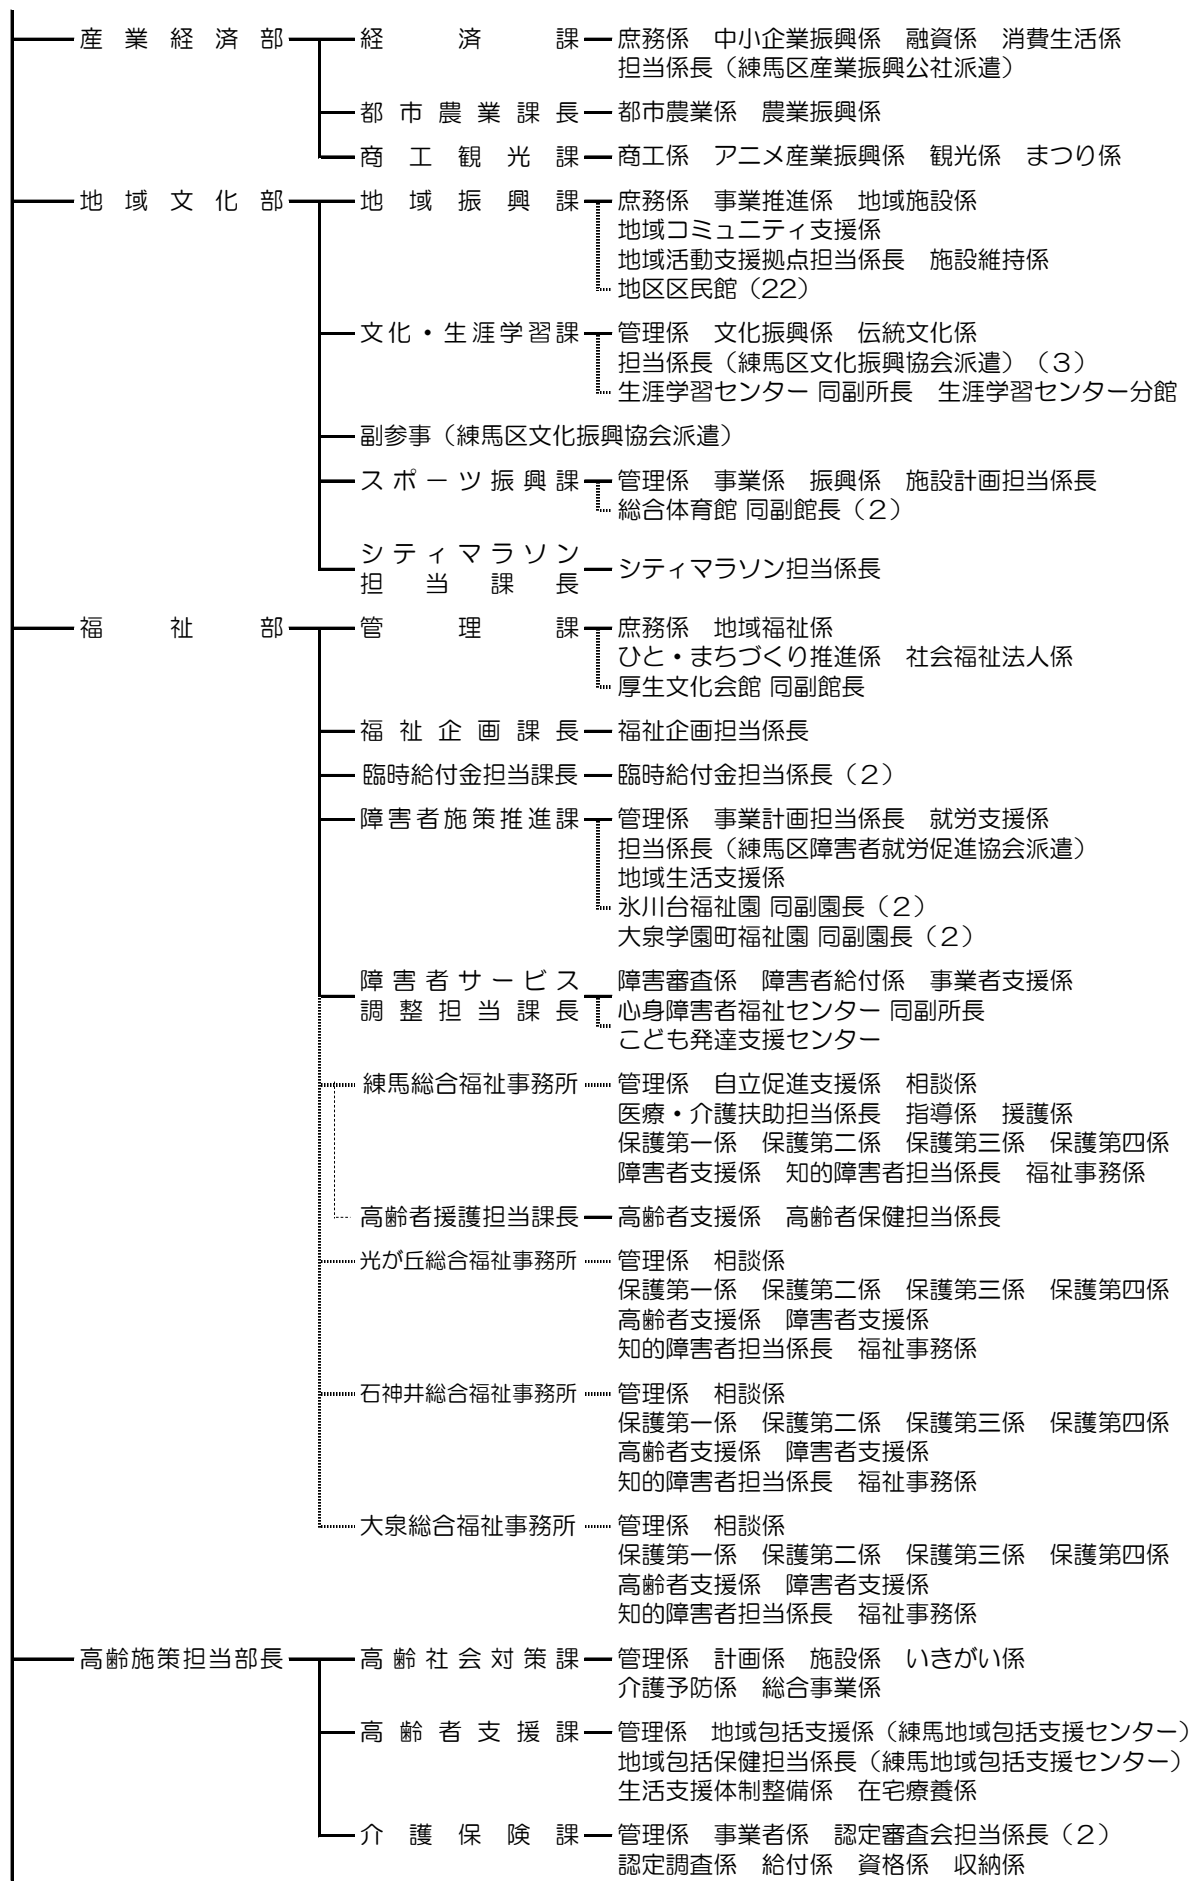 産業経済部 経済課 庶務係 中小企業振興係 融資係 消費生活係
担当係長（練馬区産業振興公社派遣）
都市農業課長 都市農業係 農業振興係
商工観光課 商工係 アニメ産業振興係 観光係 まつり係
地域文化部 地域振興課 庶務係 事業推進係 地域施設係
地域コミュニティ支援係
地域活動支援拠点担当係長 施設維持係
地区区民館（22）
文化・生涯学習課 管理係 文化振興係 伝統文化係
担当係長（練馬区文化振興協会派遣）（3）
生涯学習センター 同副所長 生涯学習センター分館
副参事（練馬区文化振興協会派遣）
スポーツ振興課 管理係 事業係 振興係 施設計画担当係長
総合体育館 同副館長（2）
シティマラソン
担当課長 シティマラソン担当係長
福祉部 管理課 庶務係 地域福祉係
ひと・まちづくり推進係 社会福祉法人係
厚生文化会館 同副館長
福祉企画課長 福祉企画担当係長
臨時給付金担当課長 臨時給付金担当係長（2）
障害者施策推進課 管理係 事業計画担当係長 就労支援係
担当係長（練馬区障害者就労促進協会派遣）
地域生活支援係
氷川台福祉園 同副園長（2）
大泉学園町福祉園 同副園長（2）
障害者サービス 障害審査係 障害者給付係 事業者支援係
調整担当課長 心身障害者福祉センター 同副所長
こども発達支援センター
練馬総合福祉事務所 管理係 自立促進支援係 相談係
医療・介護扶助担当係長 指導係 援護係
保護第一係 保護第二係 保護第三係 保護第四係
障害者支援係 知的障害者担当係長 福祉事務係
高齢者援護担当課長 高齢者支援係 高齢者保健担当係長
光が丘総合福祉事務所 管理係 相談係
保護第一係 保護第二係 保護第三係 保護第四係
高齢者支援係 障害者支援係
知的障害者担当係長 福祉事務係
石神井総合福祉事務所 管理係 相談係
保護第一係 保護第二係 保護第三係 保護第四係
高齢者支援係 障害者支援係
知的障害者担当係長 福祉事務係
大泉総合福祉事務所 管理係 相談係
保護第一係 保護第二係 保護第三係 保護第四係
高齢者支援係 障害者支援係
知的障害者担当係長 福祉事務係
高齢施策担当部長 高齢社会対策課 管理係 計画係 施設係 いきがい係
介護予防係 総合事業係
高齢者支援課 管理係 地域包括支援係（練馬地域包括支援センター）
地域包括保健担当係長（練馬地域包括支援センター）
生活支援体制整備係 在宅療養係
介護保険課 管理係 事業者係 認定審査会担当係長（2）
認定調査係 給付係 資格係 収納係